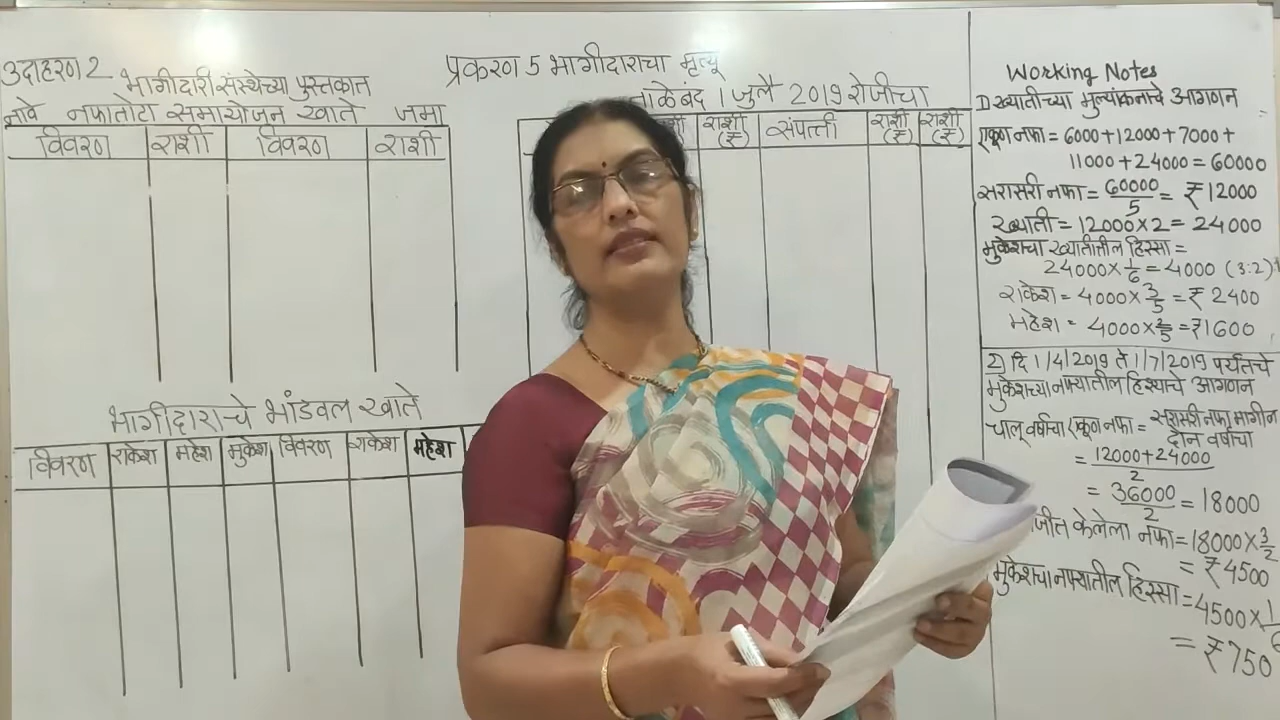 उदाहरण 2
प्रकरण 5 भागीदाराचा मृत्यू
भागीदारी संस्थेच्या पुस्तकात
नावे नफातोटा समायोजन खाते जमा
विवरण राशी विवरण राशी
ताळेबंद 1 जुलै 2019 रोजीचा
राशी (₹) संपत्ती राशी (₹) राशी (₹)
भागीदाराचे भांडवल खाते
विवरण राकेश महेश मुकेश विवरण राकेश महेश
Working Notes
1) ख्यातीच्या मुल्यांकनाचे आगणन
एकूण नफा = 6000+12000+7000+
11000+24000=60000
सरासरी नफा = 60000/5 = ₹12000
ख्याती = 12000×2=24000
मुकेशचा ख्यातीतील हिस्सा =
24000×1/6=4000 (3:2)
राकेश = 4000×3/5=₹2400
महेश = 4000×2/5=₹1600
2) दि 1/4/2019 ते 1/7/2019 पर्यंतचे
मुकेशच्या नफ्यातील हिश्याचे आगणन
चालू वर्षाचा एकूण नफा = सरासरी नफा मागील
दोन वर्षाचा
= 12000+24000/2
= 36000/2 = 18000
केलेला नफा=18000×3/2
= ₹4500
मुकेशचा नफ्यातील हिस्सा=4500×1/6
= ₹750